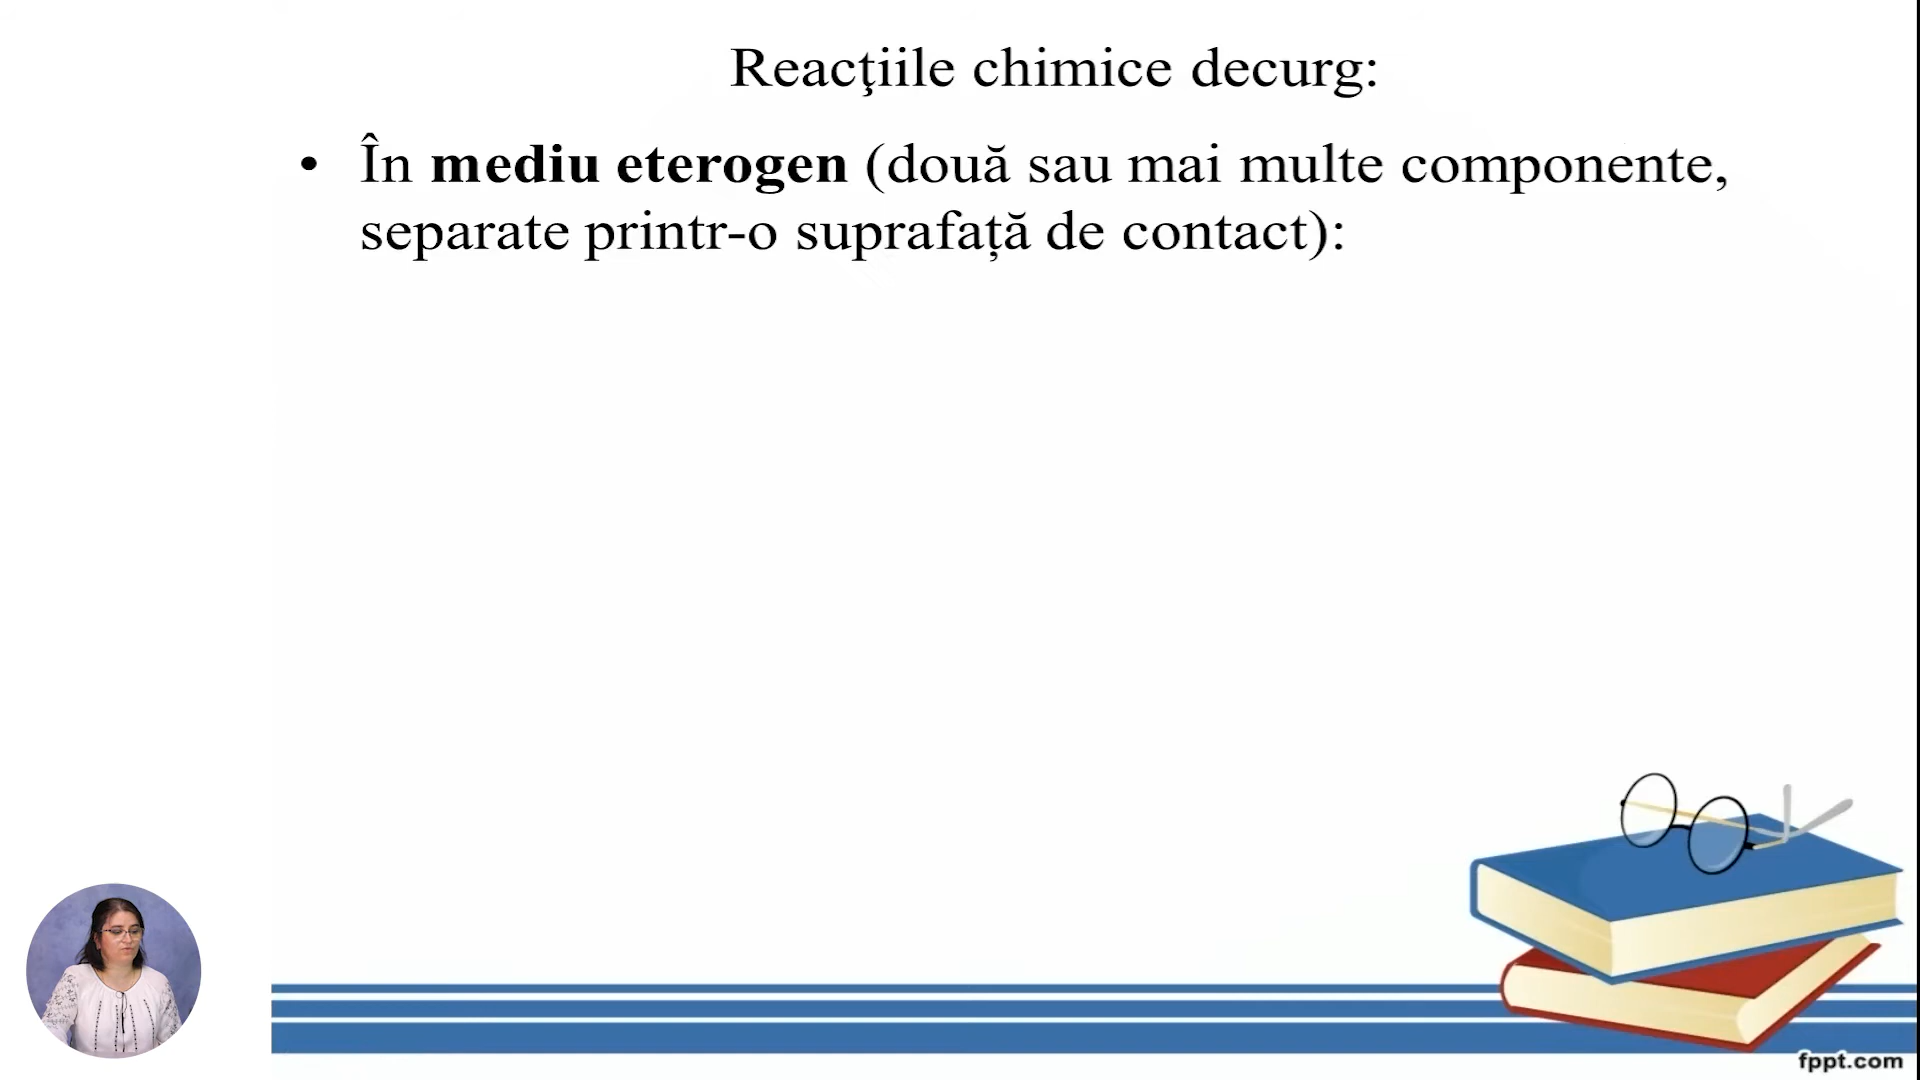 Reacţiile chimice decurg:
• În mediu eterogen (două sau mai multe componente,
separate printr-o suprafață de contact):
fppt.com